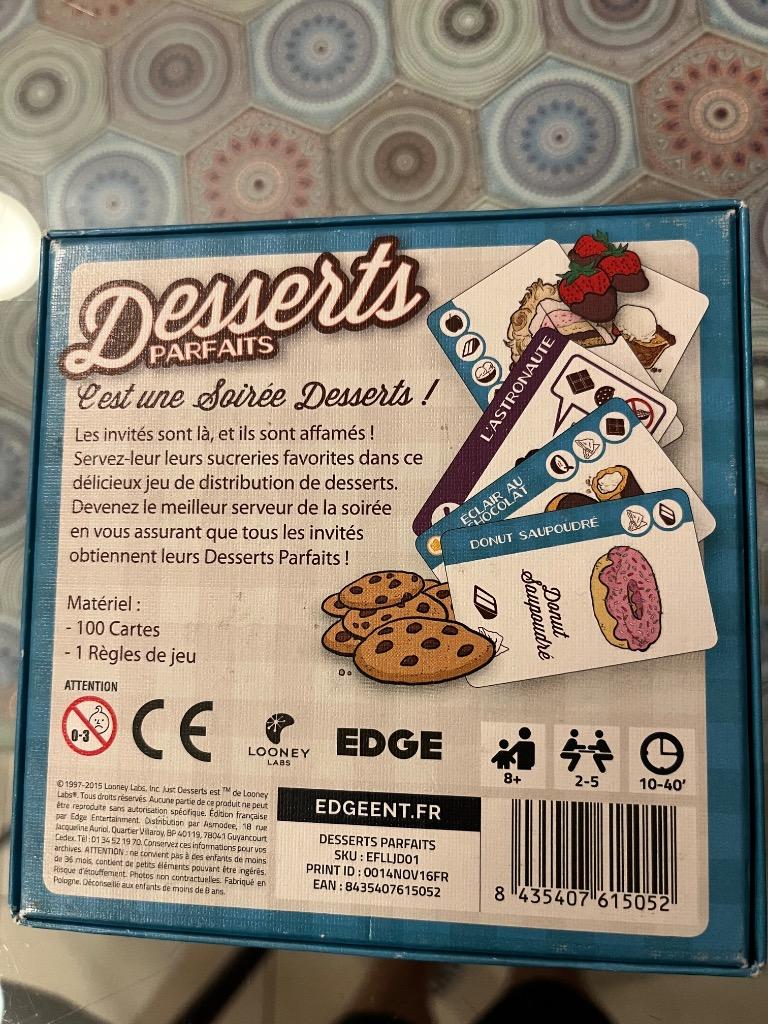 Desserts
PARFAITS
C'est une Soirée Desserts !
Les invités sont là, et ils sont affamés !
Servez-leur leurs sucreries favorites dans ce
délicieux jeu de distribution de desserts.
Devenez le meilleur serveur de la soirée
en vous assurant que tous les invités
obtiennent leurs Desserts Parfaits !
L'ASTRONAUTE
ÉCLAIR AU
CHOCOLAT
DONUT SAUPOUDRÉ
Donut
Saupoudré
Matériel :
- 100 Cartes
- 1 Règles de jeu
ATTENTION
0-3
CE
LOONEY
LABS
EDGE
8+
2-5
10-40'
©1997-2015 Looney Labs, Inc. Just Desserts est ™ de Looney
Labs®. Tous droits réservés. Aucune partie de ce produit ne peut
être reproduite sans autorisation spécifique. Édition française
par Edge Entertainment. Distribution par Asmodee, 18 rue
Jacqueline Auriol, Quartier Villaroy, BP 40119, 78041 Guyancourt
Cedex. Tél : 01 34 52 19 70. Conservez ces informations pour vos
archives. ATTENTION : ne convient pas à des enfants de moins
de 36 mois, contient de petits éléments pouvant être ingérés.
Risque d'étouffement. Photos non contractuelles. Fabriqué en
Pologne. Déconseillé aux enfants de moins de 8 ans.
EDGEENT.FR
DESSERTS PARFAITS
SKU : EFLLJD01
PRINT ID : 0014NOV16FR
EAN : 8435407615052
8 435407 615052